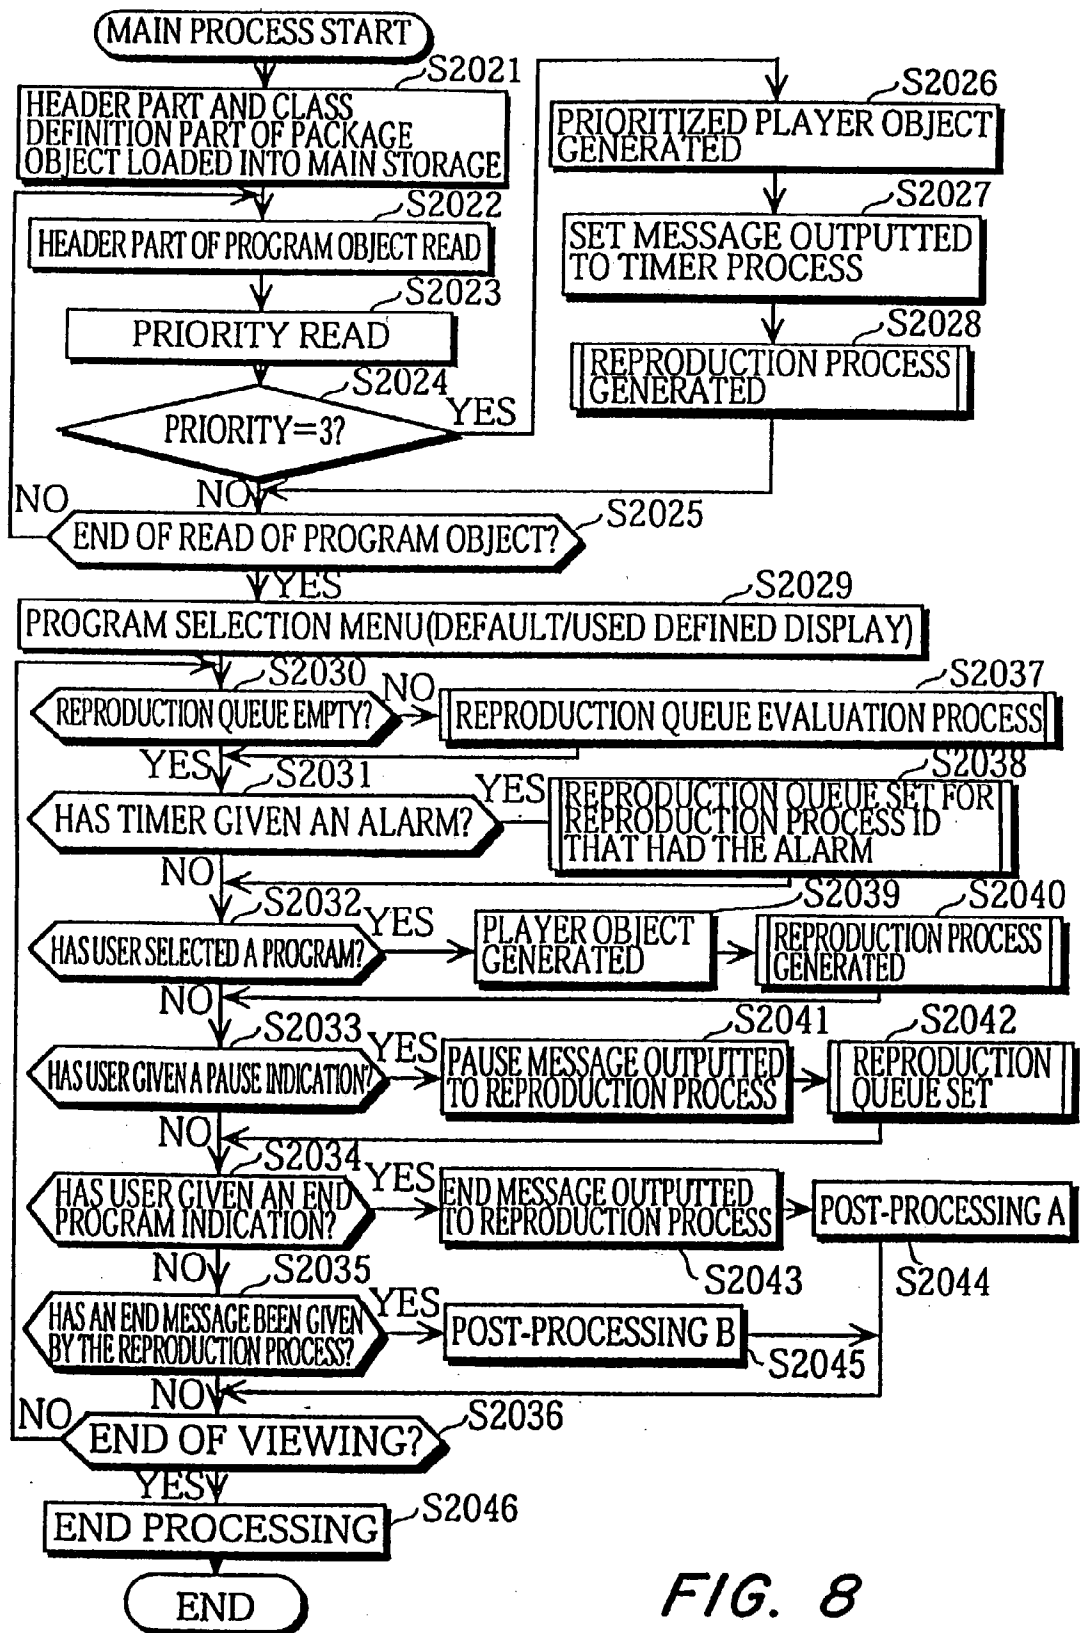 MAIN PROCESS START
S2021
HEADER PART AND CLASS
DEFINITION PART OF PACKAGE
OBJECT LOADED INTO MAIN STORAGE
S2022
HEADER PART OF PROGRAM OBJECT READ
S2023
PRIORITY READ
S2024
PRIORITY=3?
YES
NO
S2026
PRIORITIZED PLAYER OBJECT
GENERATED
S2027
SET MESSAGE OUTPUTTED
TO TIMER PROCESS
S2028
REPRODUCTION PROCESS
GENERATED
NO
S2025
END OF READ OF PROGRAM OBJECT?
YES
S2029
PROGRAM SELECTION MENU(DEFAULT/USED DEFINED DISPLAY)
S2030
REPRODUCTION QUEUE EMPTY?
NO
S2037
REPRODUCTION QUEUE EVALUATION PROCESS
YES
S2031
HAS TIMER GIVEN AN ALARM?
YES
S2038
REPRODUCTION QUEUE SET FOR
REPRODUCTION PROCESS ID
THAT HAD THE ALARM
NO
S2032
HAS USER SELECTED A PROGRAM?
YES
S2039
PLAYER OBJECT
GENERATED
S2040
REPRODUCTION PROCESS
GENERATED
NO
S2033
HAS USER GIVEN A PAUSE INDICATION?
YES
S2041
PAUSE MESSAGE OUTPUTTED
TO REPRODUCTION PROCESS
S2042
REPRODUCTION
QUEUE SET
NO
S2034
HAS USER GIVEN AN END
PROGRAM INDICATION?
YES
END MESSAGE OUTPUTTED
TO REPRODUCTION PROCESS
S2043
POST-PROCESSING A
S2044
NO
S2035
HAS AN END MESSAGE BEEN GIVEN
BY THE REPRODUCTION PROCESS?
YES
POST-PROCESSING B
S2045
NO
NO
S2036
END OF VIEWING?
YES
S2046
END PROCESSING
END
FIG. 8